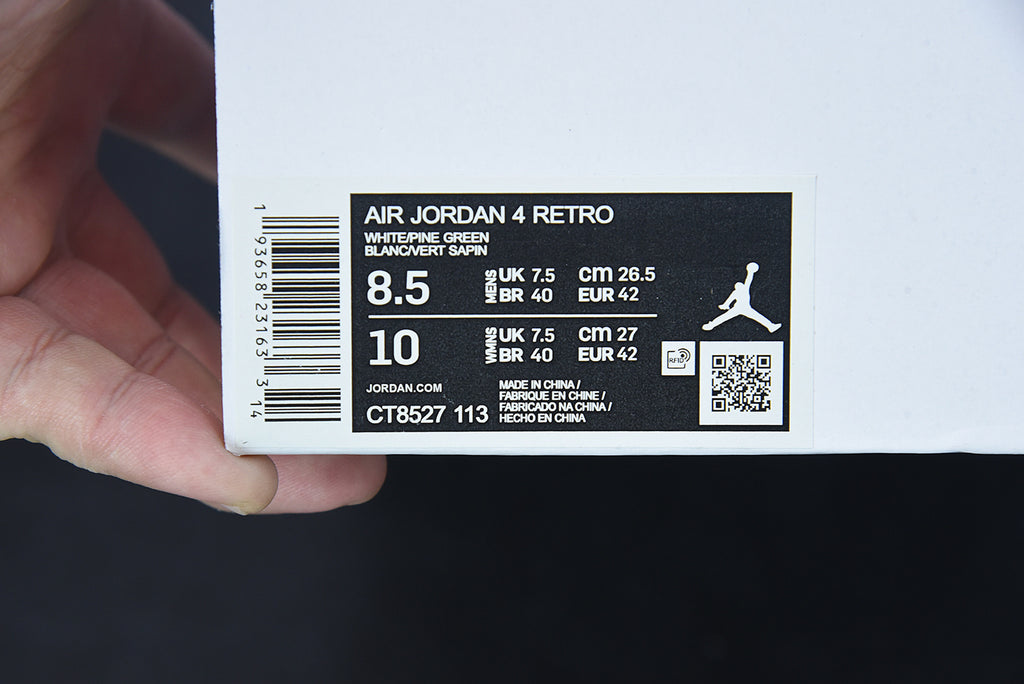 AIR JORDAN 4 RETRO
WHITE/PINE GREEN
BLANC/VERT SAPIN
8.5 MENS UK 7.5 cm 26.5
BR 40 EUR 42
10 WMNS UK 7.5 cm 27
BR 40 EUR 42
RFID
JORDAN.COM
CT8527 113
MADE IN CHINA /
FABRIQUE EN CHINE /
FABRICADO NA CHINA /
HECHO EN CHINA
1 93658 23163 3 14